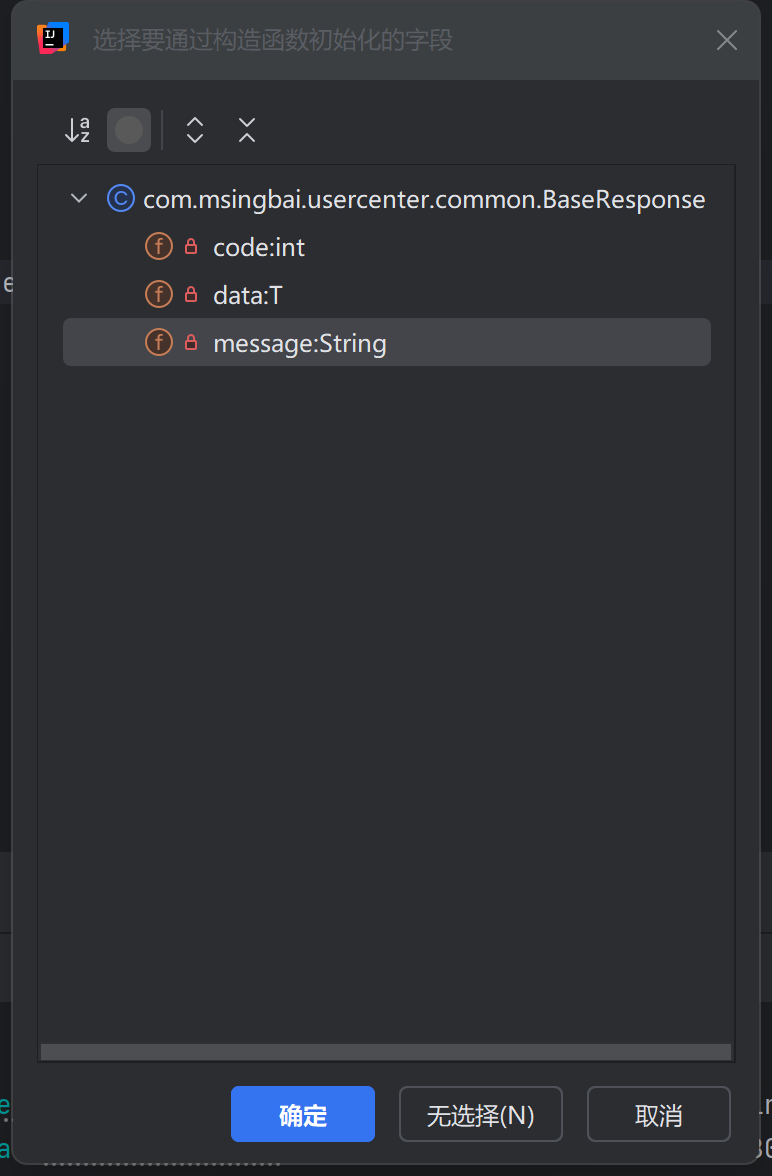 选择要通过构造函数初始化的字段
com.msingbai.usercenter.common.BaseResponse
code:int
data:T
message:String
确定
无选择(N)
取消